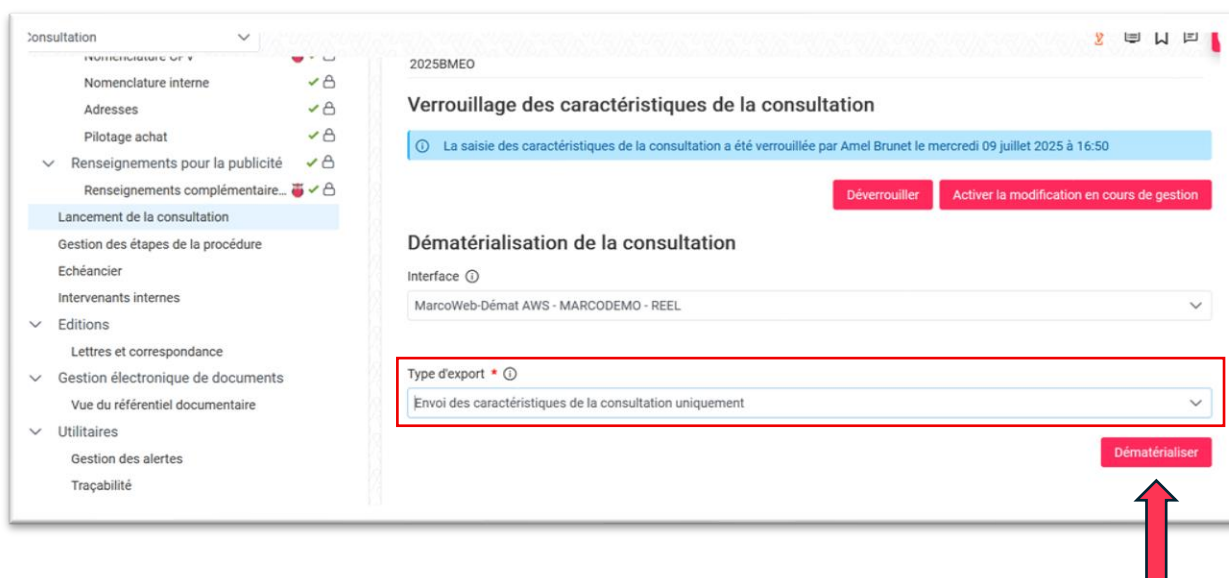 Consultation
Nomenclature CPV
Nomenclature interne
Adresses
Pilotage achat
Renseignements pour la publicité
Renseignements complémentaire...
Lancement de la consultation
Gestion des étapes de la procédure
Echéancier
Intervenants internes
Editions
Lettres et correspondance
Gestion électronique de documents
Vue du référentiel documentaire
Utilitaires
Gestion des alertes
Traçabilité
2025BMEO
Verrouillage des caractéristiques de la consultation
La saisie des caractéristiques de la consultation a été verrouillée par Amel Brunet le mercredi 09 juillet 2025 à 16:50
Déverrouiller Activer la modification en cours de gestion
Dématérialisation de la consultation
Interface
MarcoWeb-Démat AWS - MARCODEMO - REEL
Type d'export *
Envoi des caractéristiques de la consultation uniquement
Dématérialiser